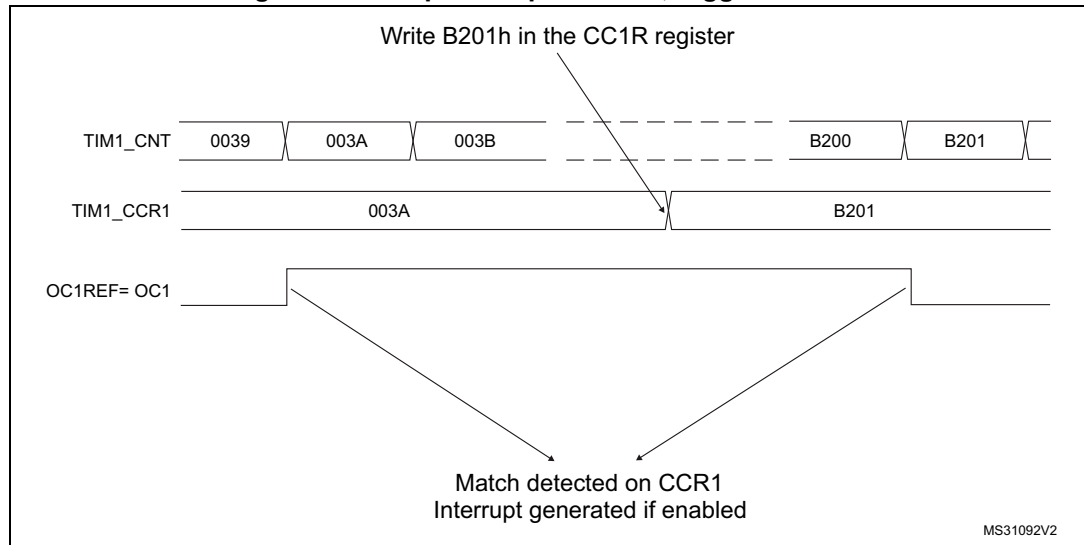 Write B201h in the CC1R register
TIM1_CNT 0039 003A 003B B200 B201
TIM1_CCR1 003A B201
OC1REF= OC1
Match detected on CCR1
Interrupt generated if enabled
MS31092V2